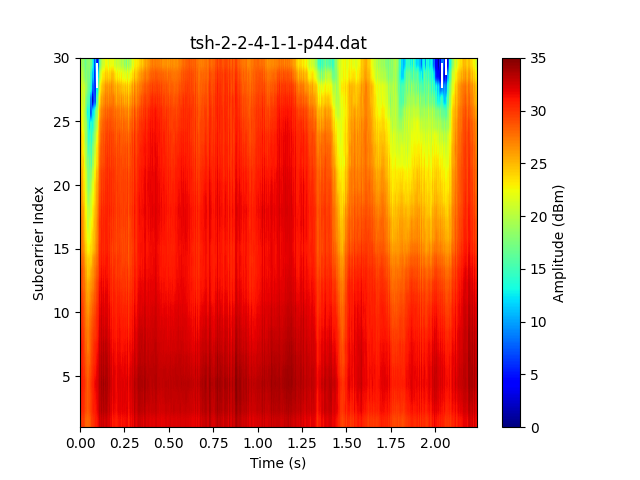 tsh-2-2-4-1-1-p44.dat
30
25
20
15
10
5
Subcarrier Index
0.00 0.25 0.50 0.75 1.00 1.25 1.50 1.75 2.00
Time (s)
35
30
25
20
15
10
5
0
Amplitude (dBm)